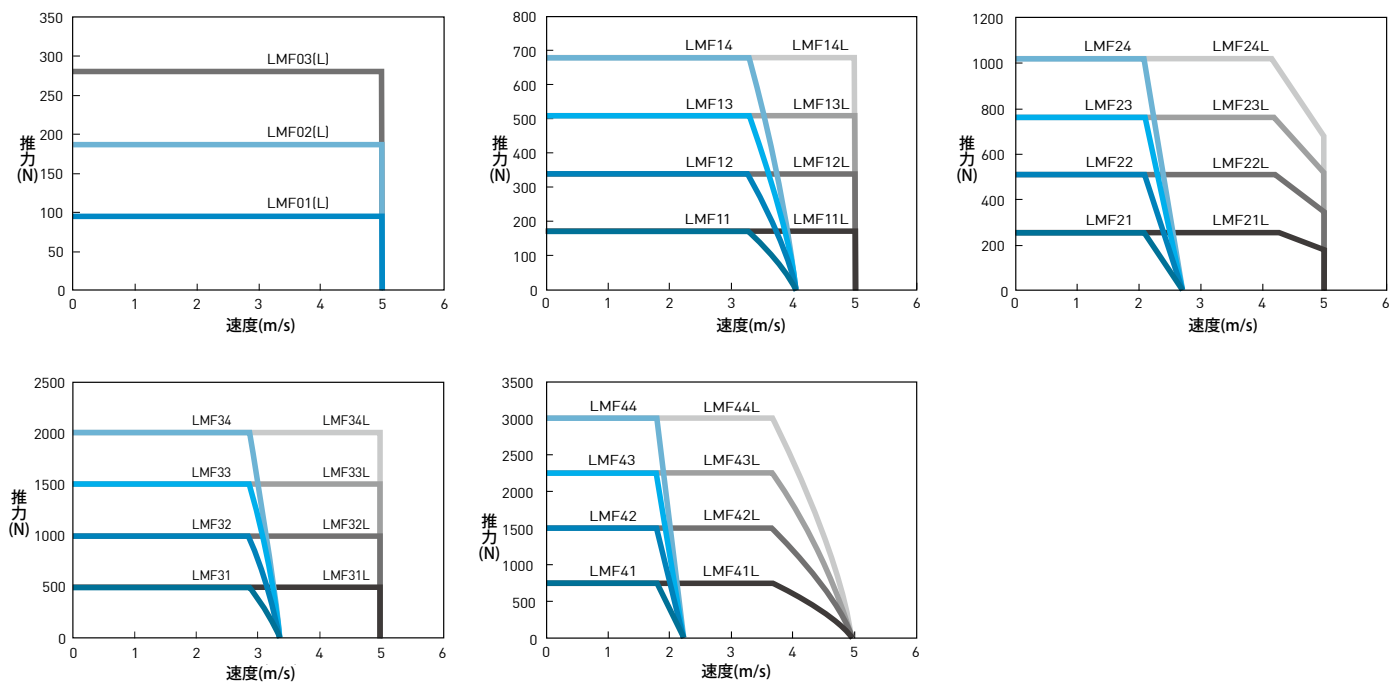 350
300
250
200
150
100
50
0
推力(N)
LMF03(L)
LMF02(L)
LMF01(L)
0 1 2 3 4 5 6
速度(m/s)
800
700
600
500
400
300
200
100
0
推力(N)
LMF14 LMF14L
LMF13 LMF13L
LMF12 LMF12L
LMF11 LMF11L
0 1 2 3 4 5 6
速度(m/s)
1200
1000
800
600
400
200
0
推力(N)
LMF24 LMF24L
LMF23 LMF23L
LMF22 LMF22L
LMF21 LMF21L
0 1 2 3 4 5 6
速度(m/s)
2500
2000
1500
1000
500
0
推力(N)
LMF34 LMF34L
LMF33 LMF33L
LMF32 LMF32L
LMF31 LMF31L
0 1 2 3 4 5 6
速度(m/s)
3500
3000
2500
2000
1500
1000
500
0
推力(N)
LMF44 LMF44L
LMF43 LMF43L
LMF42 LMF42L
LMF41 LMF41L
0 1 2 3 4 5 6
速度(m/s)